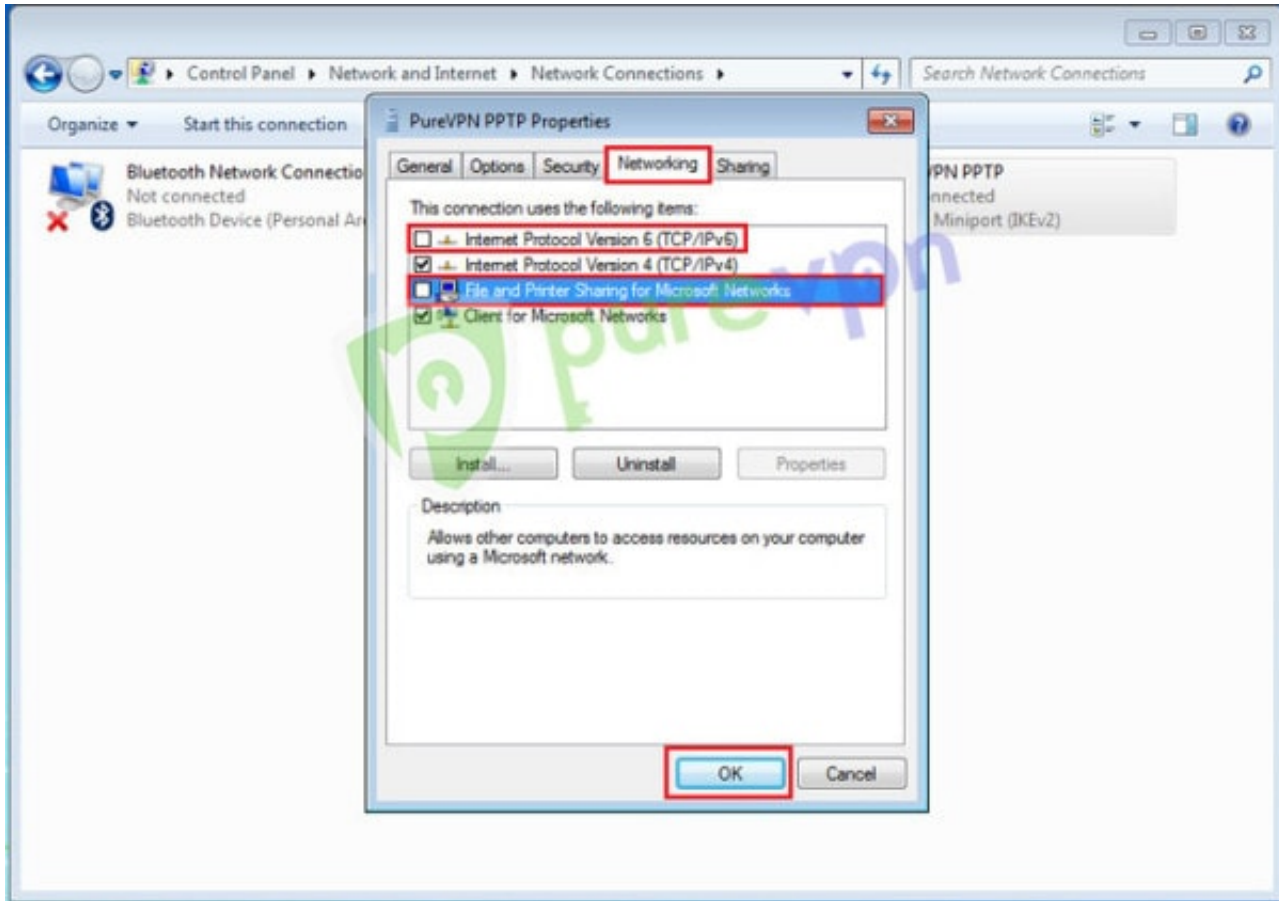 Control Panel Network and Internet Network Connections
Search Network Connections
Organize
Start this connection
PureVPN PPTP Properties
Bluetooth Network Connectio
Not connected
Bluetooth Device (Personal Are
VPN PPTP
nnected
Miniport (IKEv2)
General Options Security Networking Sharing
This connection uses the following items:
Internet Protocol Version 6 (TCP/IPv6)
Internet Protocol Version 4 (TCP/IPv4)
File and Printer Sharing for Microsoft Networks
Client for Microsoft Networks
purevpn
Install... Uninstall Properties
Description
Allows other computers to access resources on your computer
using a Microsoft network.
OK Cancel